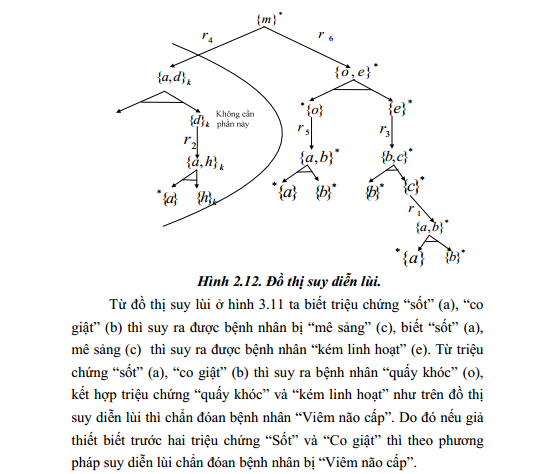 {m}*
r4 r6
{a,d}k {o,e}*
Không cần
phần này
{d}k *{o} {e}*
r2 r5 r3
{d,h}k {a,b}* {b,c}*
*{a} {h}k *{a} {b}* {b}* {c}*
r1
{a,b}*
*{a} {b}*
Hình 2.12. Đồ thị suy diễn lùi.
Từ đồ thị suy lùi ở hình 3.11 ta biết triệu chứng “sốt” (a), “co
giật” (b) thì suy ra được bệnh nhân bị “mê sảng” (c), biết “sốt” (a),
mê sảng (c) thì suy ra được bệnh nhân “kém linh hoạt” (e). Từ triệu
chứng “sốt” (a), “co giật” (b) thì suy ra bệnh nhân “quấy khóc” (o),
kết hợp triệu chứng “quấy khóc” và “kém linh hoạt” như trên đồ thị
suy diễn lùi thì chẩn đóan bệnh nhân “Viêm não cấp”. Do đó nếu giả
thiết biết trước hai triệu chứng “Sốt” và “Co giật” thì theo phương
pháp suy diễn lùi chẩn đóan bệnh nhân bị “Viêm não cấp”.